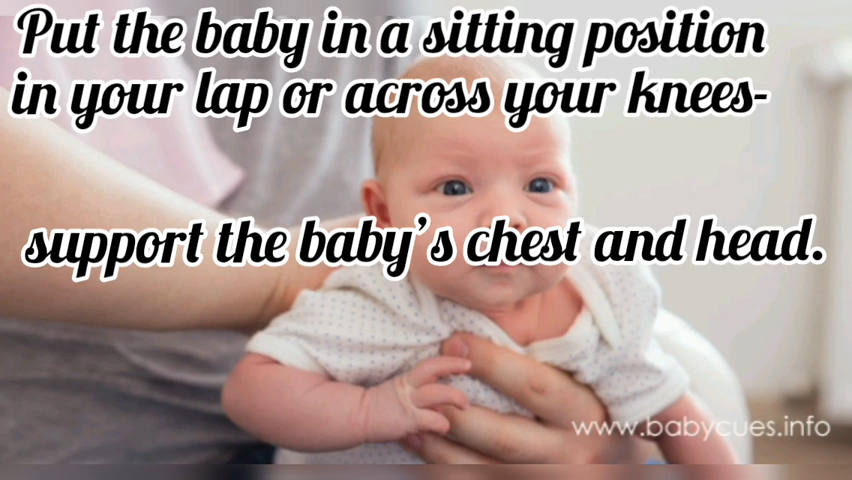 Put the baby in a sitting position
in your lap or across your knees-
support the baby's chest and head.
www.babycues.info